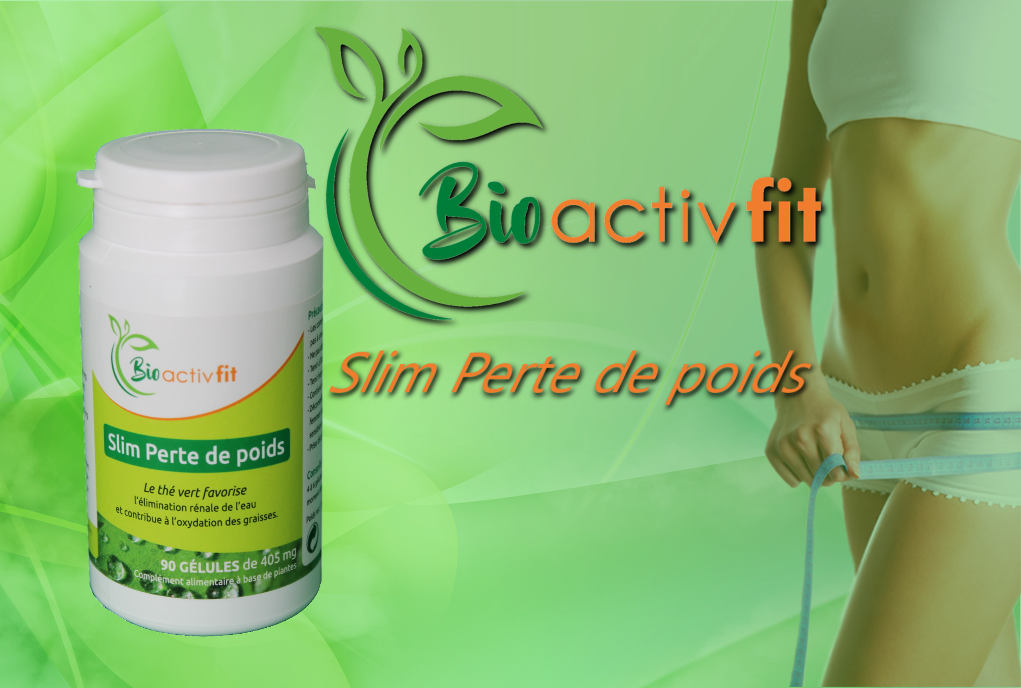 Bioactivfit
Slim Perte de poids
Bioactivfit
Slim Perte de poids
Le thé vert favorise
l'élimination rénale de l'eau
et contribue à l'oxydation des graisses.
90 GÉLULES de 405 mg
Complément alimentaire à base de plantes